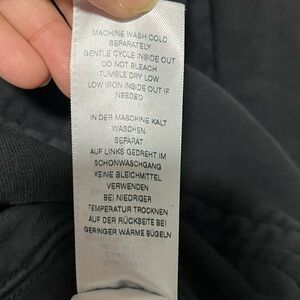 MACHINE WASH COLD
SEPARATELY
GENTLE CYCLE INSIDE OUT
DO NOT BLEACH
TUMBLE DRY LOW
LOW IRON INSIDE OUT IF
NEEDED
IN DER MASCHINE KALT
WASCHEN
SEPARAT
AUF LINKS GEDREHT IM
SCHONWASCHGANG
KEINE BLEICHMITTEL
VERWENDEN
BEI NIEDRIGER
TEMPERATUR TROCKNEN
AUF DER RÜCKSEITE BEI
GERINGER WÄRME BÜGELN